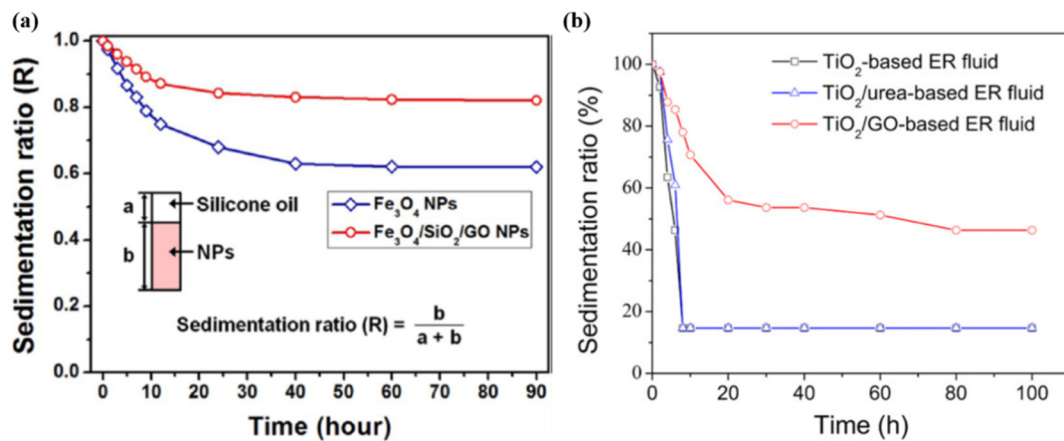 (a)
Sedimentation ratio (R)
1.0
0.8
0.6
0.4
0.2
0.0
a
b
Silicone oil
NPs
Fe3O4 NPs
Fe3O4/SiO2/GO NPs
Sedimentation ratio (R) = b / a + b
0 10 20 30 40 50 60 70 80 90
Time (hour)
(b)
Sedimentation ratio (%)
100
80
60
40
20
0
TiO2-based ER fluid
TiO2/urea-based ER fluid
TiO2/GO-based ER fluid
0 20 40 60 80 100
Time (h)